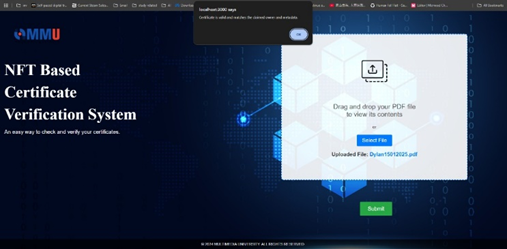 All Bookmarks
localhost:3000 says
Certificate is valid and matches the claimed owner and metadata.
OK
MMU
NFT Based
Certificate
Verification System
An easy way to check and verify your certificates.
Drag and drop your PDF file
to view its contents
or
Select File
Uploaded File: Dylan15012025.pdf
Submit
© 2024 MULTIMEDIA UNIVERSITY. ALL RIGHTS RESERVED.